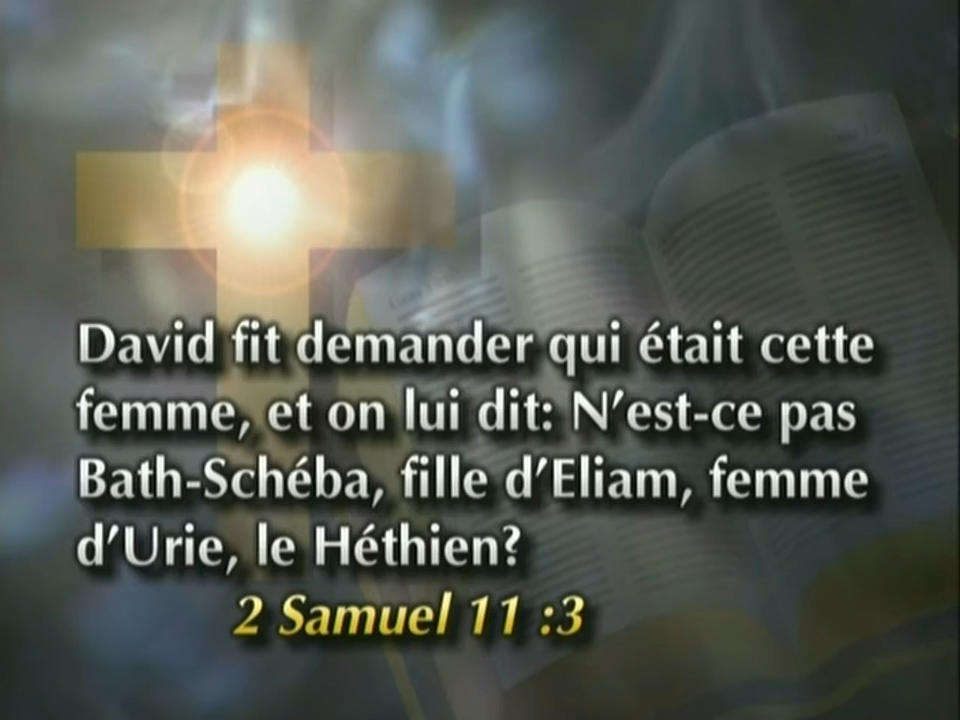 David fit demander qui était cette
femme, et on lui dit: N’est-ce pas
Bath-Schéba, fille d’Eliam, femme
d’Urie, le Héthien?
2 Samuel 11 :3